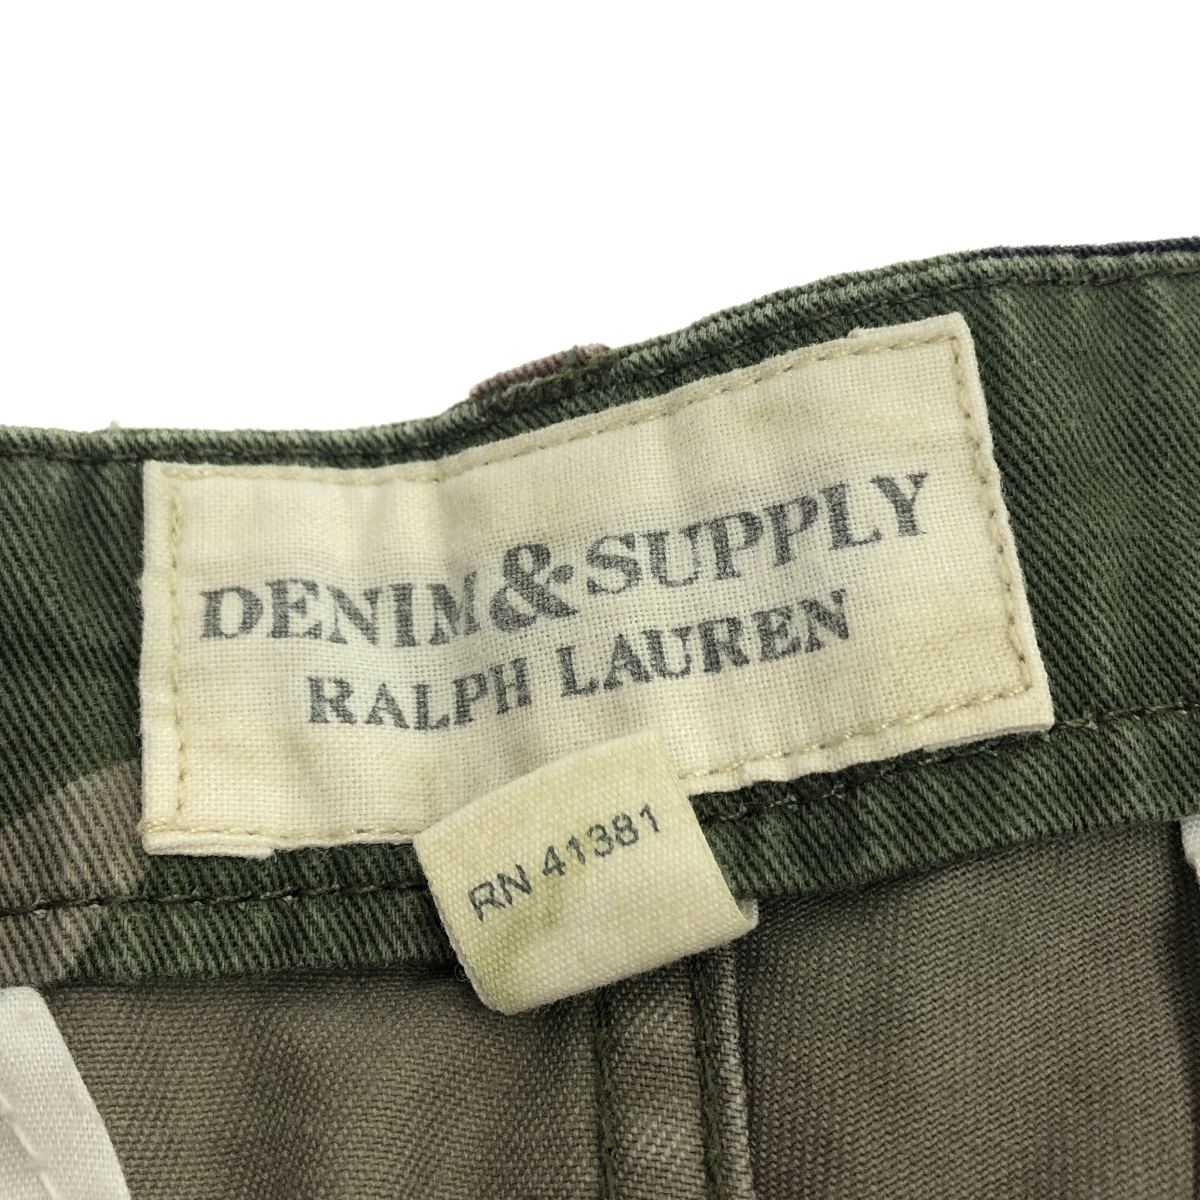 DENIM&SUPPLY
RALPH LAUREN
RN 41381